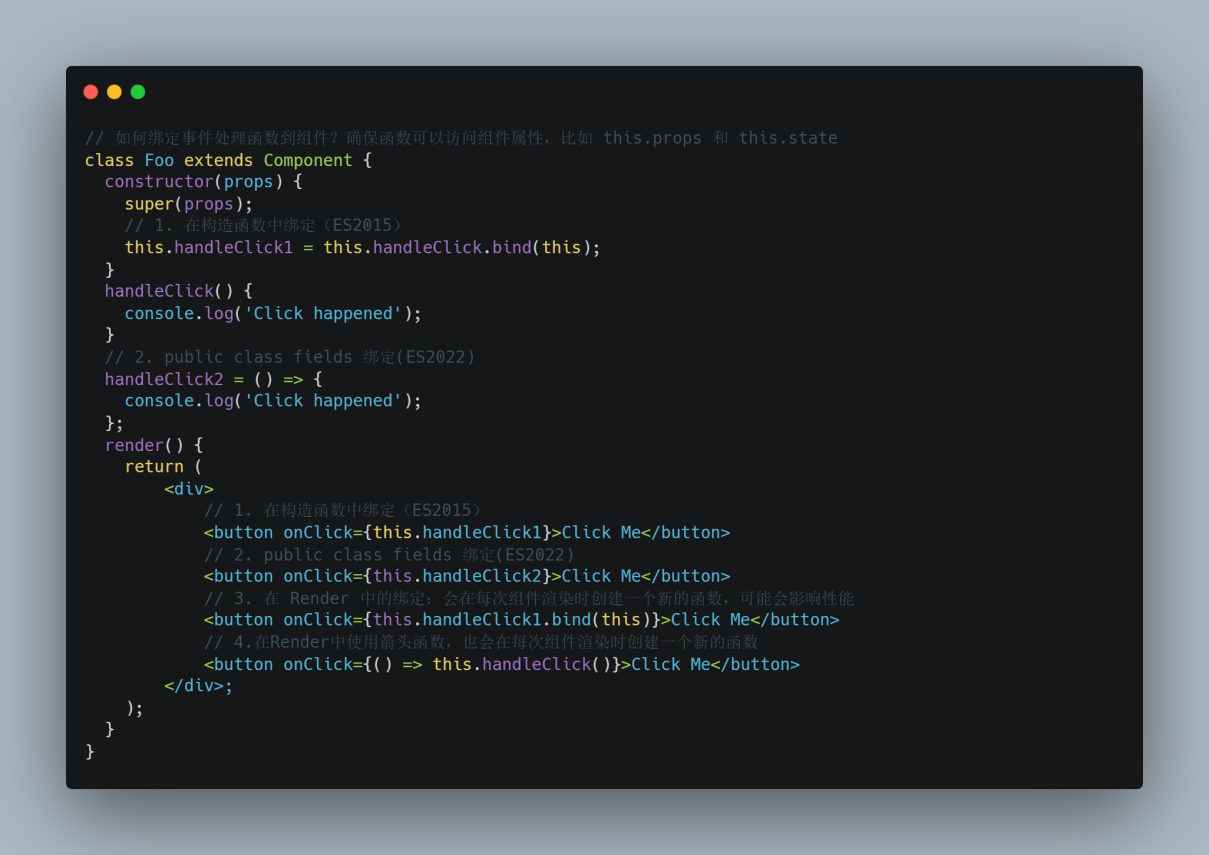 // 如何绑定事件处理函数到组件？确保函数可以访问组件属性，比如 this.props 和 this.state
class Foo extends Component {
  constructor(props) {
    super(props);
    // 1. 在构造函数中绑定（ES2015）
    this.handleClick1 = this.handleClick.bind(this);
  }
  handleClick() {
    console.log('Click happened');
  }
  // 2. public class fields 绑定(ES2022)
  handleClick2 = () => {
    console.log('Click happened');
  };
  render() {
    return (
        <div>
            // 1. 在构造函数中绑定（ES2015）
            <button onClick={this.handleClick1}>Click Me</button>
            // 2. public class fields 绑定(ES2022)
            <button onClick={this.handleClick2}>Click Me</button>
            // 3. 在 Render 中的绑定：会在每次组件渲染时创建一个新的函数，可能会影响性能
            <button onClick={this.handleClick1.bind(this)}>Click Me</button>
            // 4.在Render中使用箭头函数，也会在每次组件渲染时创建一个新的函数
            <button onClick={() => this.handleClick()}>Click Me</button>
        </div>;
    );
  }
}